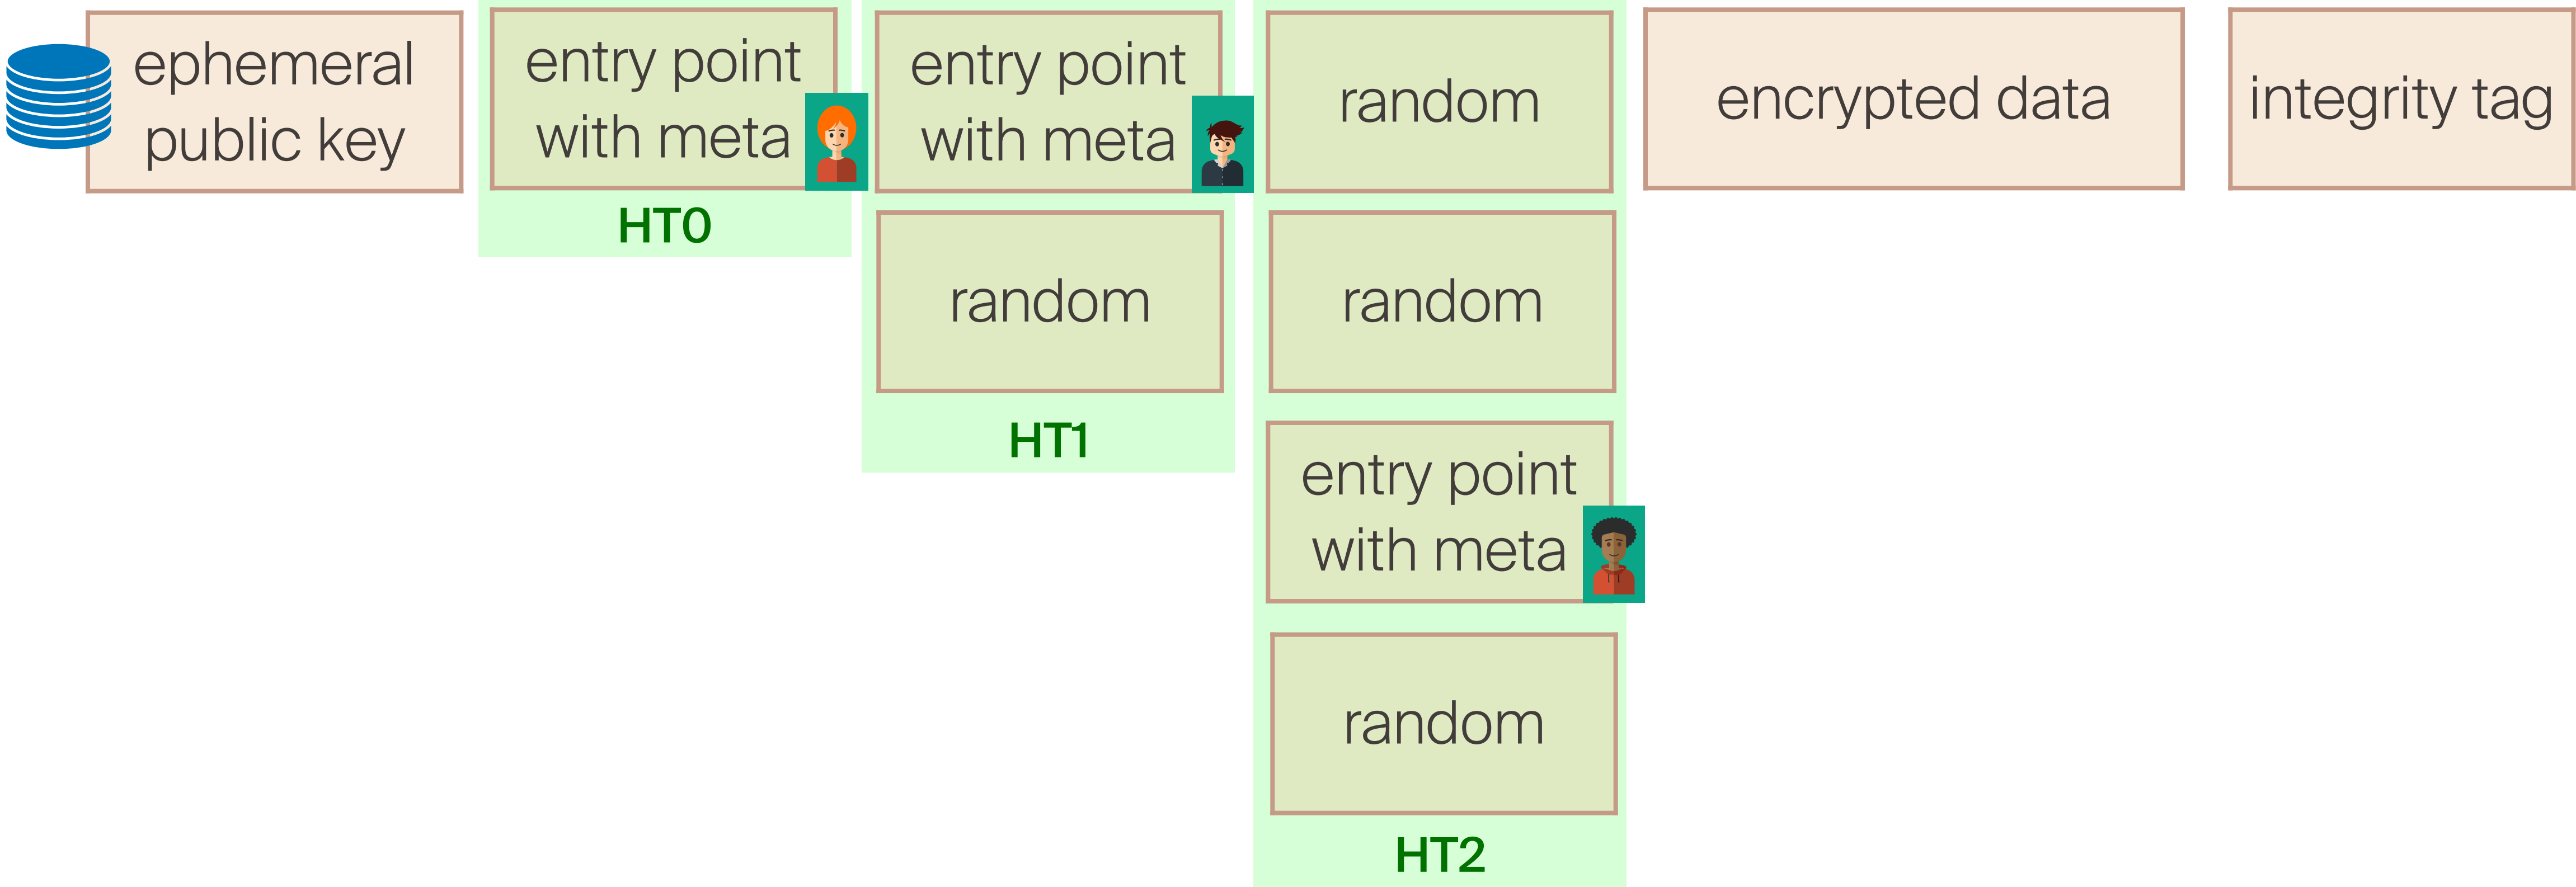 ephemeral
public key
entry point
with meta
HT0
entry point
with meta
random
HT1
random
random
entry point
with meta
random
HT2
encrypted data
integrity tag